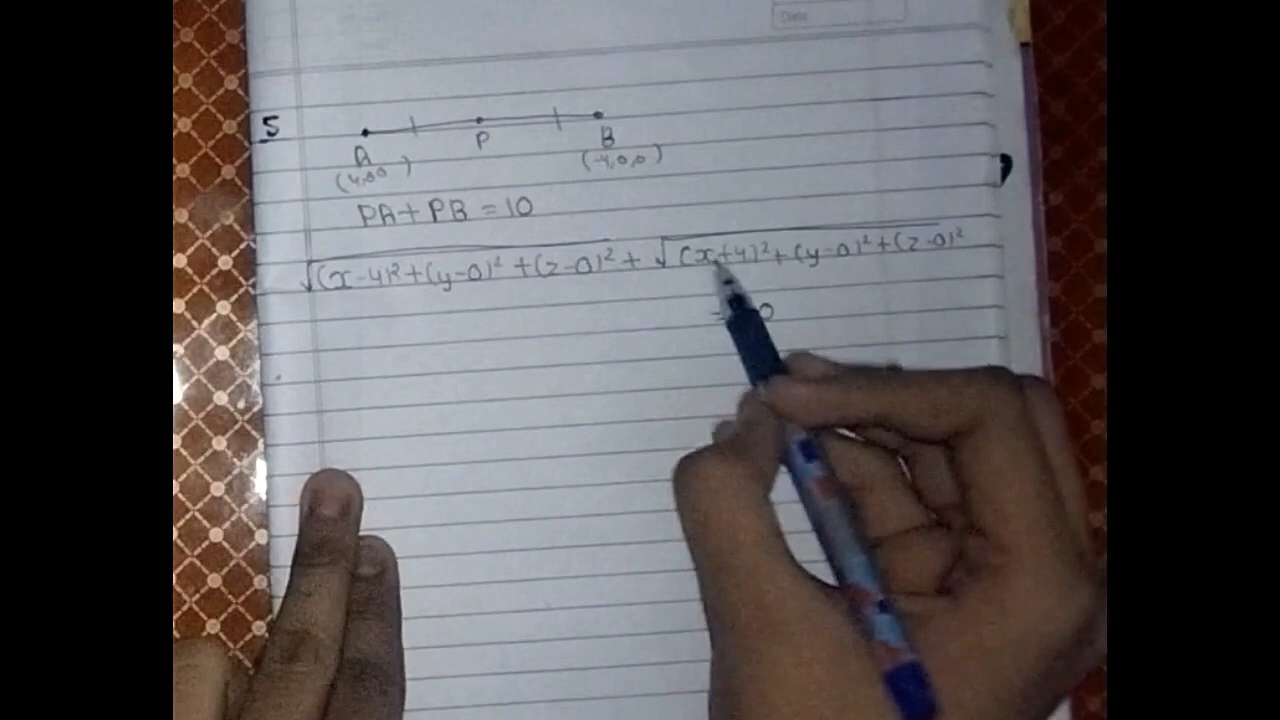 Date
5
A P B
(4,0,0) (-4,0,0)
PA + PB = 10
√(x-4)² + (y-0)² + (z-0)² + √(x+4)² + (y-0)² + (z-0)²